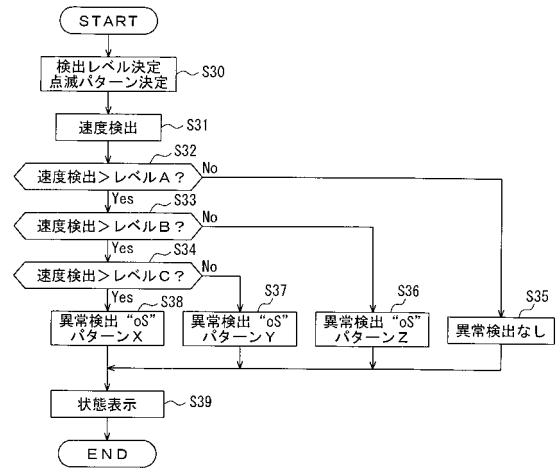 START
検出レベル決定
点滅パターン決定
S30
速度検出
S31
S32
速度検出＞レベルA？
No
Yes
S33
速度検出＞レベルB？
No
Yes
S34
速度検出＞レベルC？
No
Yes
S38
S37
S36
S35
異常検出 “oS”
パターンX
異常検出 “oS”
パターンY
異常検出 “oS”
パターンZ
異常検出なし
状態表示
S39
END